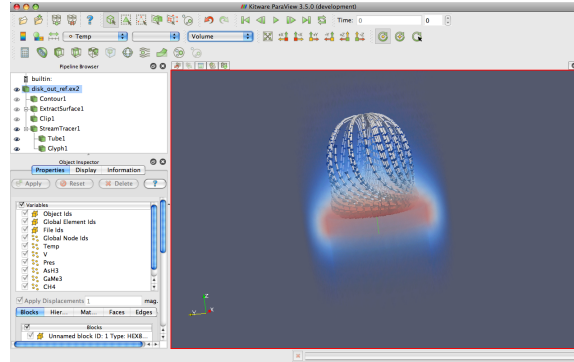 Kitware ParaView 3.5.0 (development)
Time: 0 0
Temp Volume
Pipeline Browser
builtin:
disk_out_ref.ex2
Contour1
ExtractSurface1
Clip1
StreamTracer1
Tube1
Glyph1
Object Inspector
Properties Display Information
Apply Reset Delete ?
Variables
Object Ids
Global Element Ids
File Ids
Global Node Ids
Temp
V
Pres
AsH3
GaMe3
CH4
Apply Displacements 1 mag.
Blocks Hier... Mat... Faces Edges
Blocks
Unnamed block ID: 1 Type: HEX8...
Z
Y X